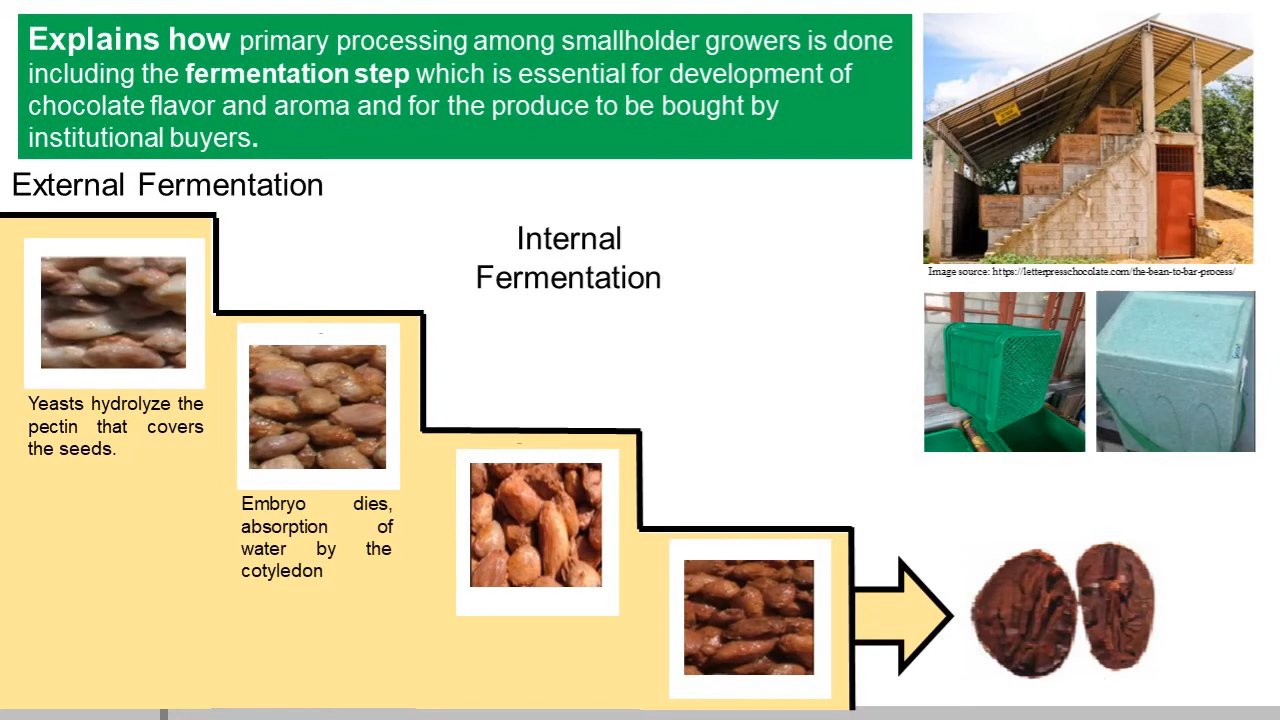 Explains how primary processing among smallholder growers is done
including the fermentation step which is essential for development of
chocolate flavor and aroma and for the produce to be bought by
institutional buyers.
External Fermentation
Internal
Fermentation
Yeasts hydrolyze the
pectin that covers
the seeds.
Embryo dies,
absorption of
water by the
cotyledon
Image source: https://letterpresschocolate.com/the-bean-to-bar-process/